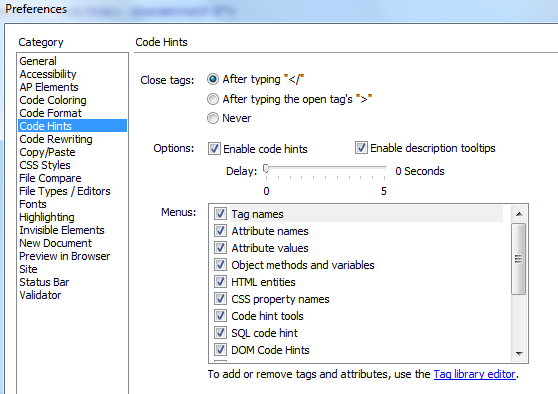 Preferences
Category
General
Accessibility
AP Elements
Code Coloring
Code Format
Code Hints
Code Rewriting
Copy/Paste
CSS Styles
File Compare
File Types / Editors
Fonts
Highlighting
Invisible Elements
New Document
Preview in Browser
Site
Status Bar
Validator
Code Hints
Close tags: After typing "</"
After typing the open tag's ">"
Never
Options: Enable code hints Enable description tooltips
Delay: 0 Seconds
0 5
Menus: Tag names
Attribute names
Attribute values
Object methods and variables
HTML entities
CSS property names
Code hint tools
SQL code hint
DOM Code Hints
To add or remove tags and attributes, use the Tag library editor.